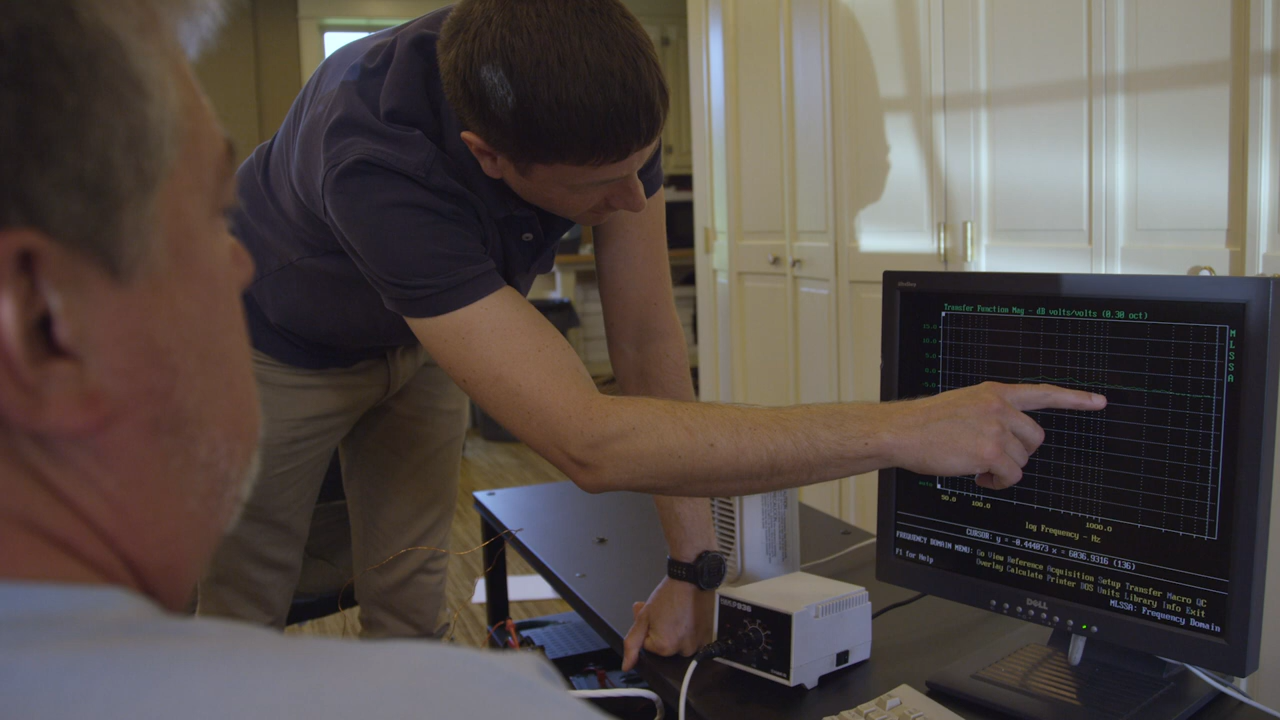 Transfer Function Mag - dB volts/volts (0.30 oct)
MLSSA
15.0
10.0
5.0
0.0
-5.0
50.0 100.0 1000.0
log Frequency - Hz
CURSOR: y = -0.444073 x = 6036.9316 (136)
FREQUENCY DOMAIN MENU: Go View Reference Acquisition Setup Transfer Macro QC
Overlay Calculate Printer DOS Units Library Info Exit
F1 for Help
MLSSA: Frequency Domain
DELL